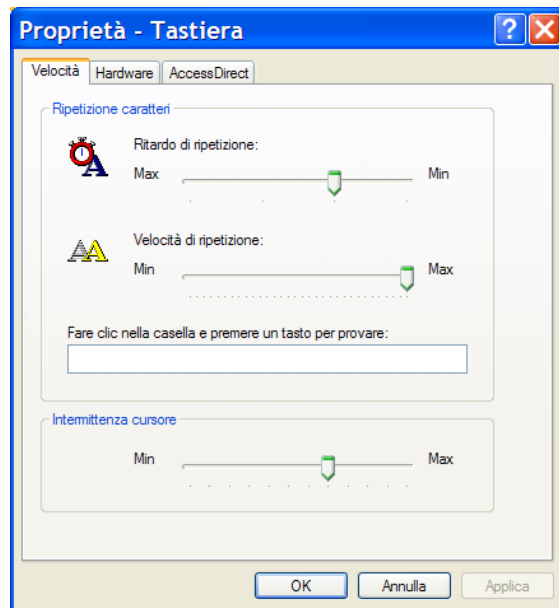 Proprietà - Tastiera
Velocità Hardware AccessDirect
Ripetizione caratteri
Ritardo di ripetizione:
Max Min
Velocità di ripetizione:
Min Max
Fare clic nella casella e premere un tasto per provare:
Intermittenza cursore
Min Max
OK Annulla Applica